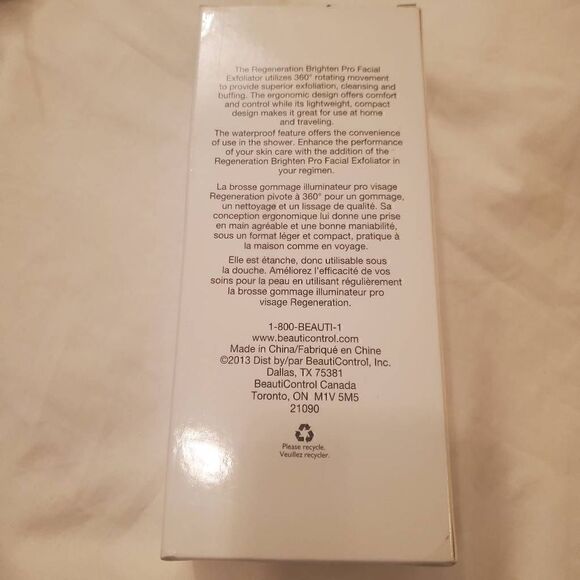 The Regeneration Brighten Pro Facial
Exfoliator utilizes 360° rotating movement
to provide superior exfoliation, cleansing and
buffing. The ergonomic design offers comfort
and control while its lightweight, compact
design makes it great for use at home
and traveling.
The waterproof feature offers the convenience
of use in the shower. Enhance the performance
of your skin care with the addition of the
Regeneration Brighten Pro Facial Exfoliator in
your regimen.
La brosse gommage illuminateur pro visage
Regeneration pivote à 360° pour un gommage,
un nettoyage et un lissage de qualité. Sa
conception ergonomique lui donne une prise
en main agréable et une bonne maniabilité,
sous un format léger et compact, pratique à
la maison comme en voyage.
Elle est étanche, donc utilisable sous
la douche. Améliorez l'efficacité de vos
soins pour la peau en utilisant régulièrement
la brosse gommage illuminateur pro
visage Regeneration.
1-800-BEAUTI-1
www.beauticontrol.com
Made in China/Fabriqué en Chine
©2013 Dist by/par BeautiControl, Inc.
Dallas, TX 75381
BeautiControl Canada
Toronto, ON M1V 5M5
21090
Please recycle.
Veuillez recycler.